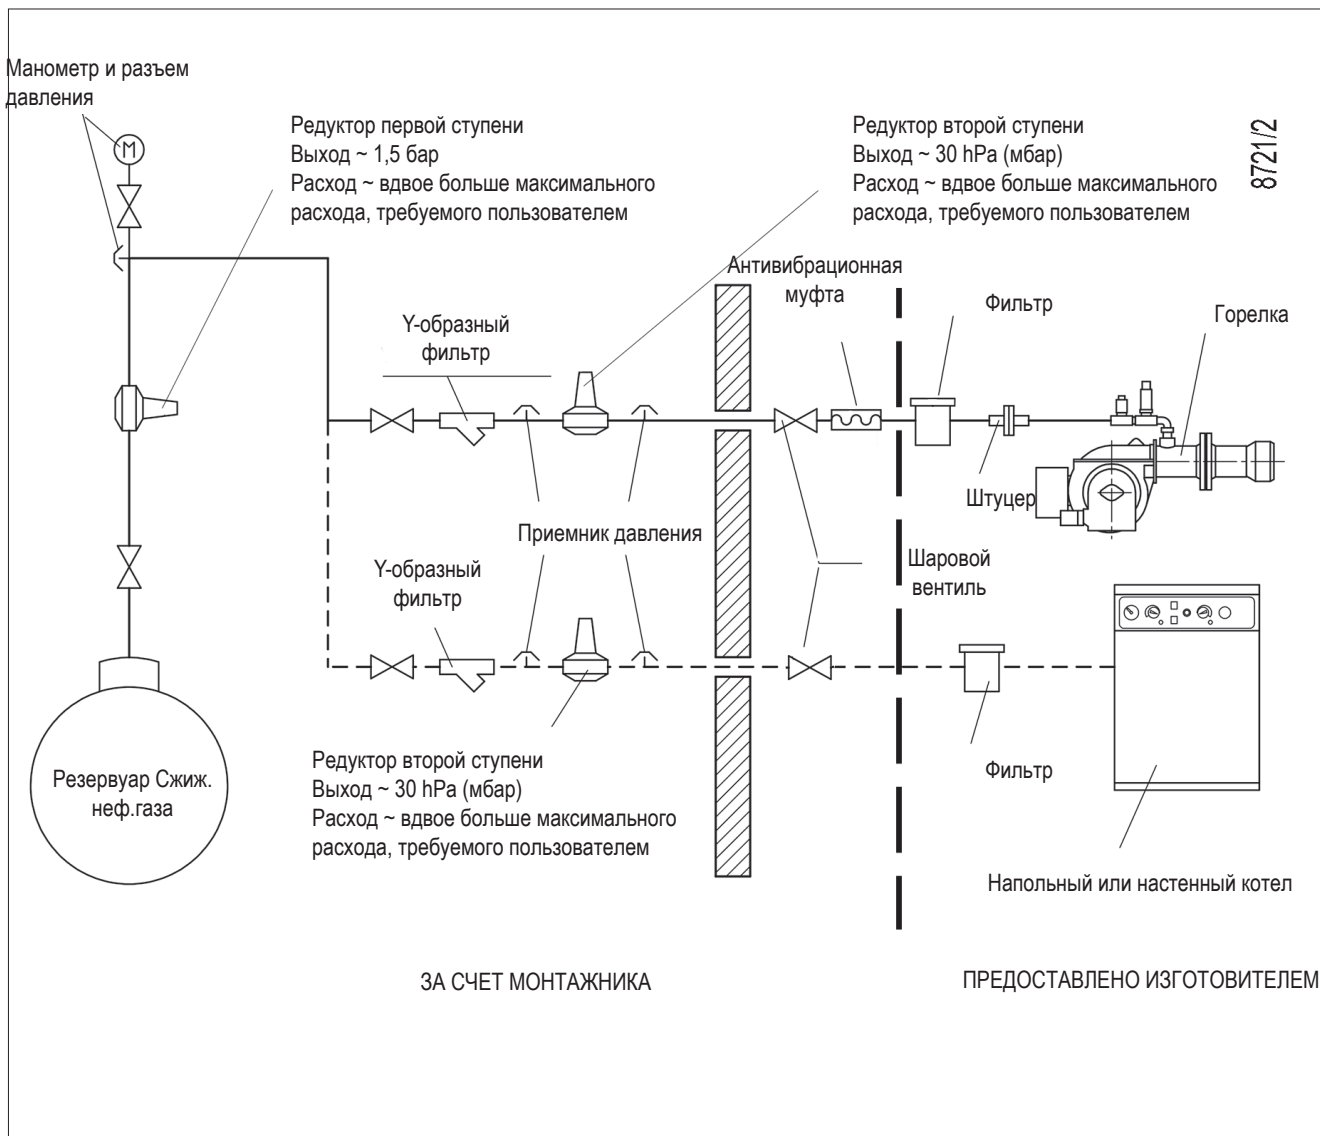 Манометр и разъем
давления
M
Редуктор первой ступени
Выход ~ 1,5 бар
Расход ~ вдвое больше максимального
расхода, требуемого пользователем
Редуктор второй ступени
Выход ~ 30 hPa (мбар)
Расход ~ вдвое больше максимального
расхода, требуемого пользователем
8721/2
Антивибрационная
муфта
Фильтр
Горелка
Y-образный
фильтр
Штуцер
Приемник давления
Y-образный
фильтр
Шаровой
вентиль
Резервуар Сжиж.
неф.газа
Редуктор второй ступени
Выход ~ 30 hPa (мбар)
Расход ~ вдвое больше максимального
расхода, требуемого пользователем
Фильтр
Напольный или настенный котел
ЗА СЧЕТ МОНТАЖНИКА
ПРЕДОСТАВЛЕНО ИЗГОТОВИТЕЛЕМ